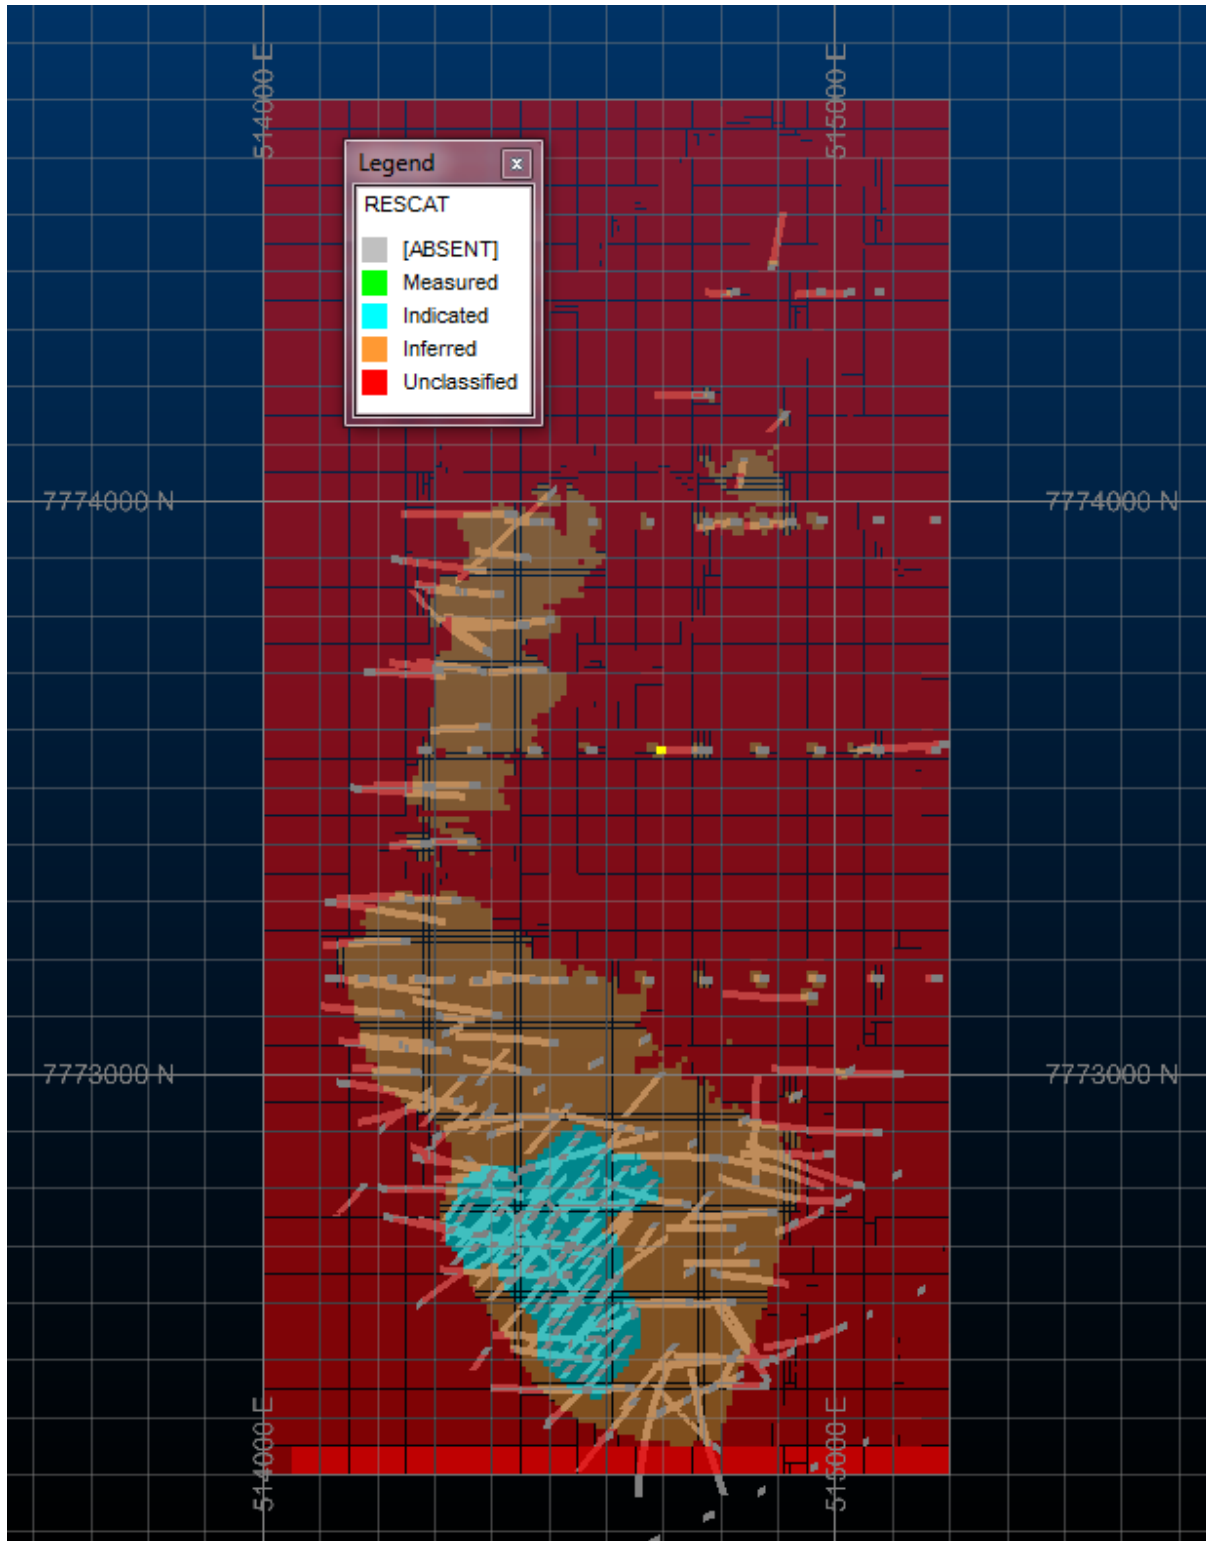 514000 E
515000 E
Legend
x
RESCAT
[ABSENT]
Measured
Indicated
Inferred
Unclassified
7774000 N
7774000 N
7773000 N
7773000 N
514000 E
515000 E